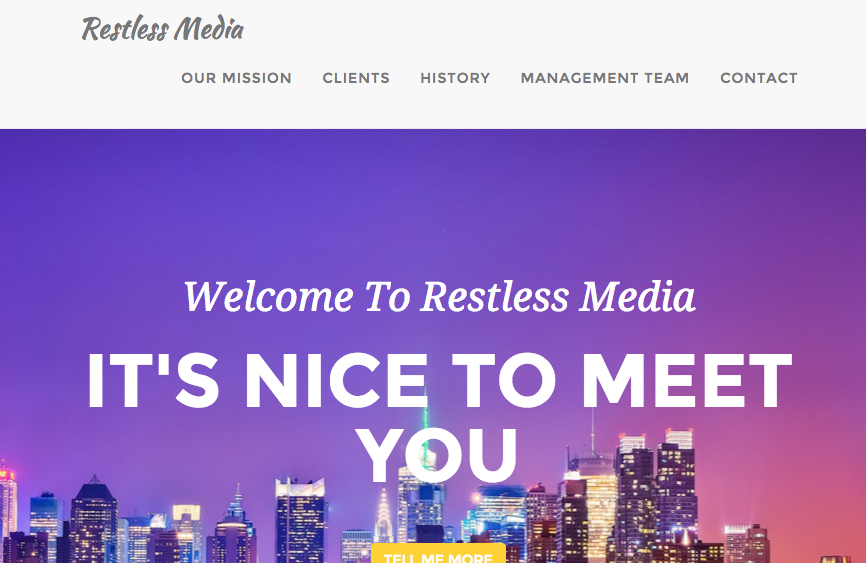 Restless Media
OUR MISSION CLIENTS HISTORY MANAGEMENT TEAM CONTACT
Welcome To Restless Media
IT'S NICE TO MEET
YOU
TELL ME MORE